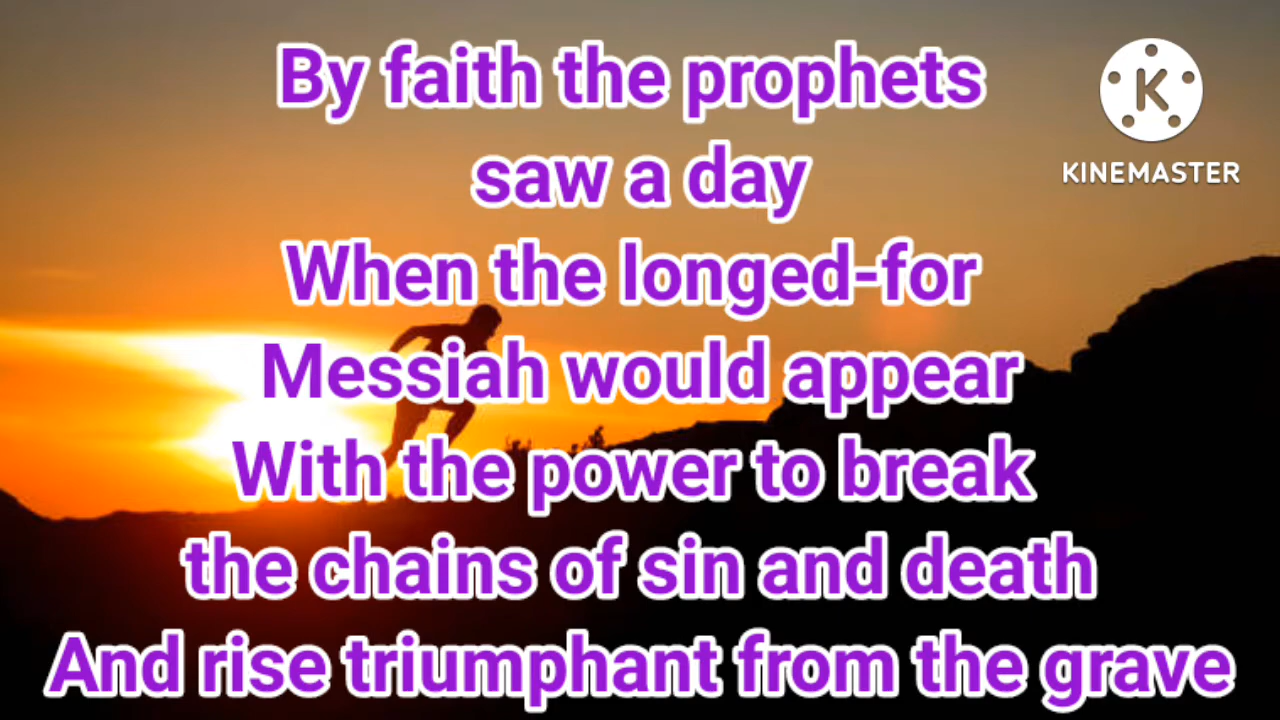 By faith the prophets
saw a day
When the longed-for
Messiah would appear
With the power to break
the chains of sin and death
And rise triumphant from the grave
K
KINEMASTER